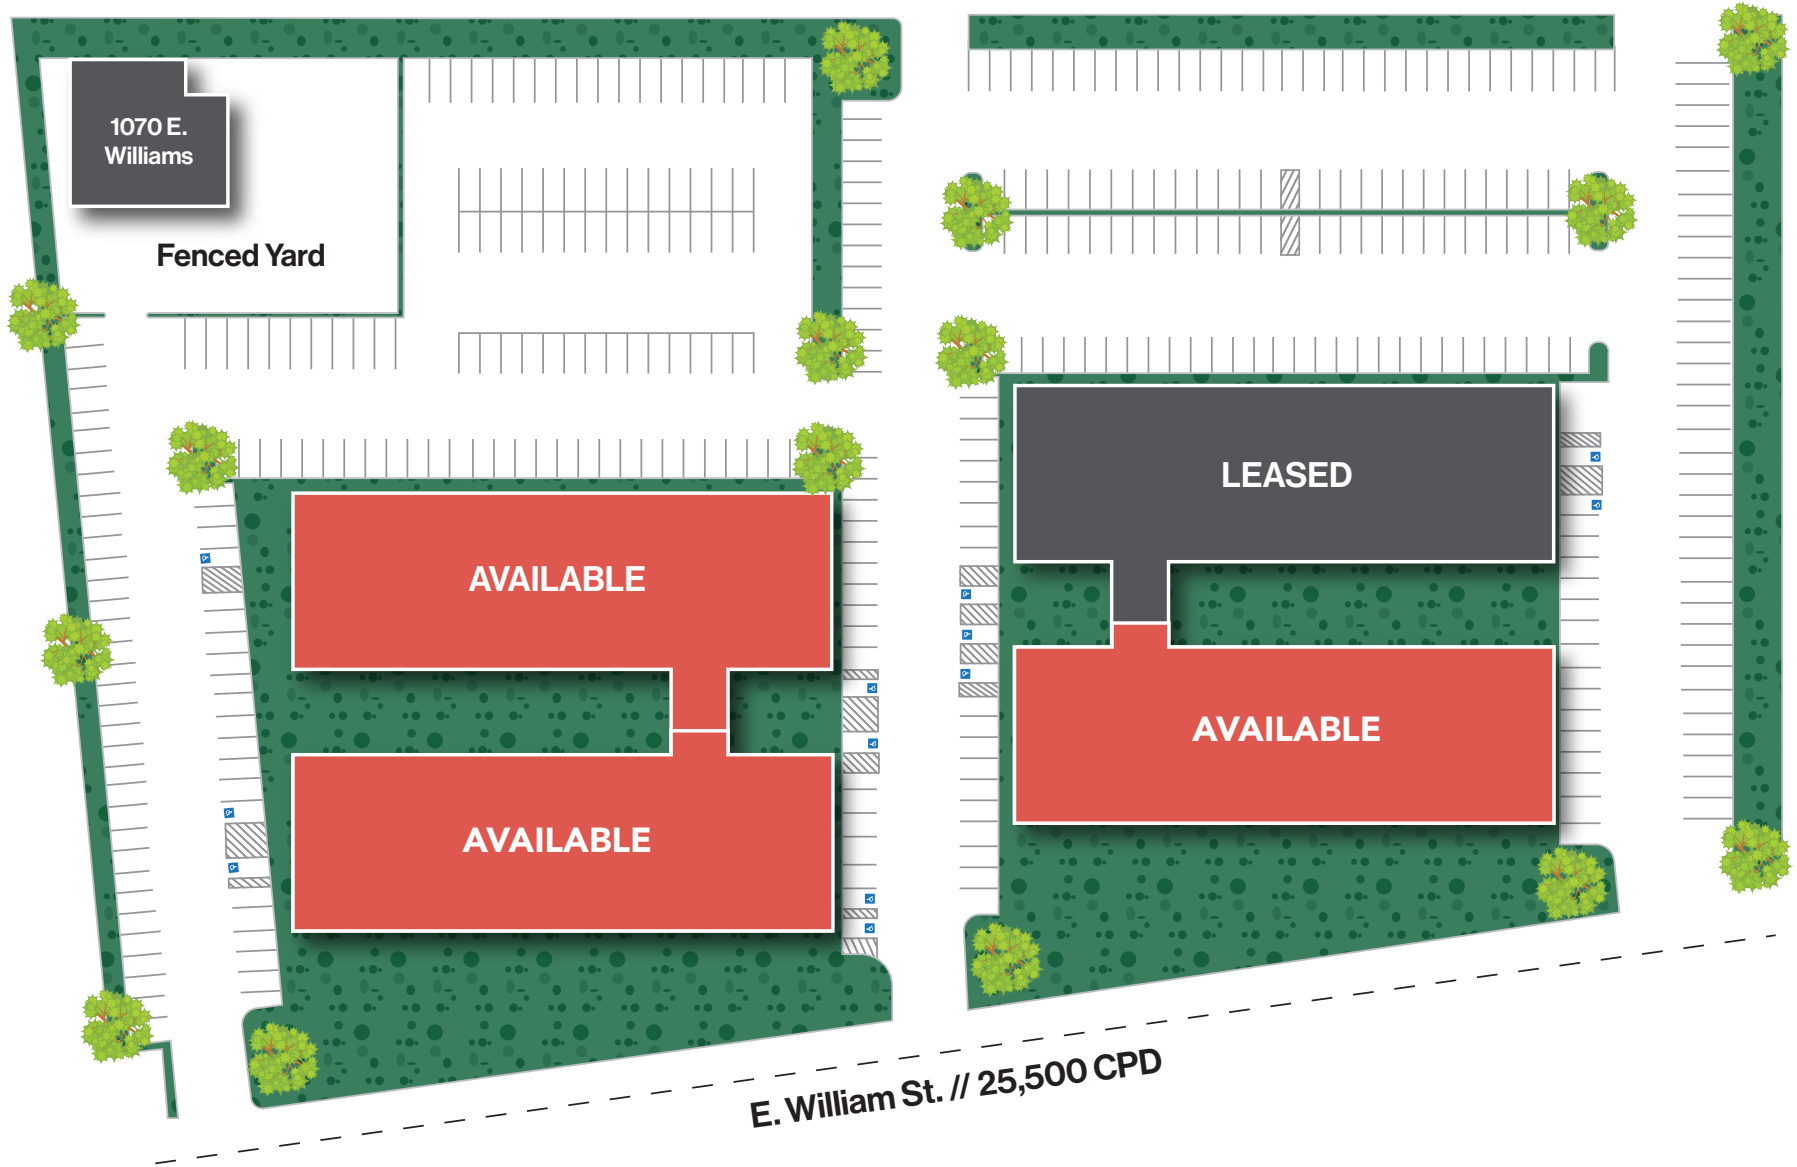 1070 E.
Williams
Fenced Yard
LEASED
AVAILABLE
AVAILABLE
AVAILABLE
E. William St. // 25,500 CPD